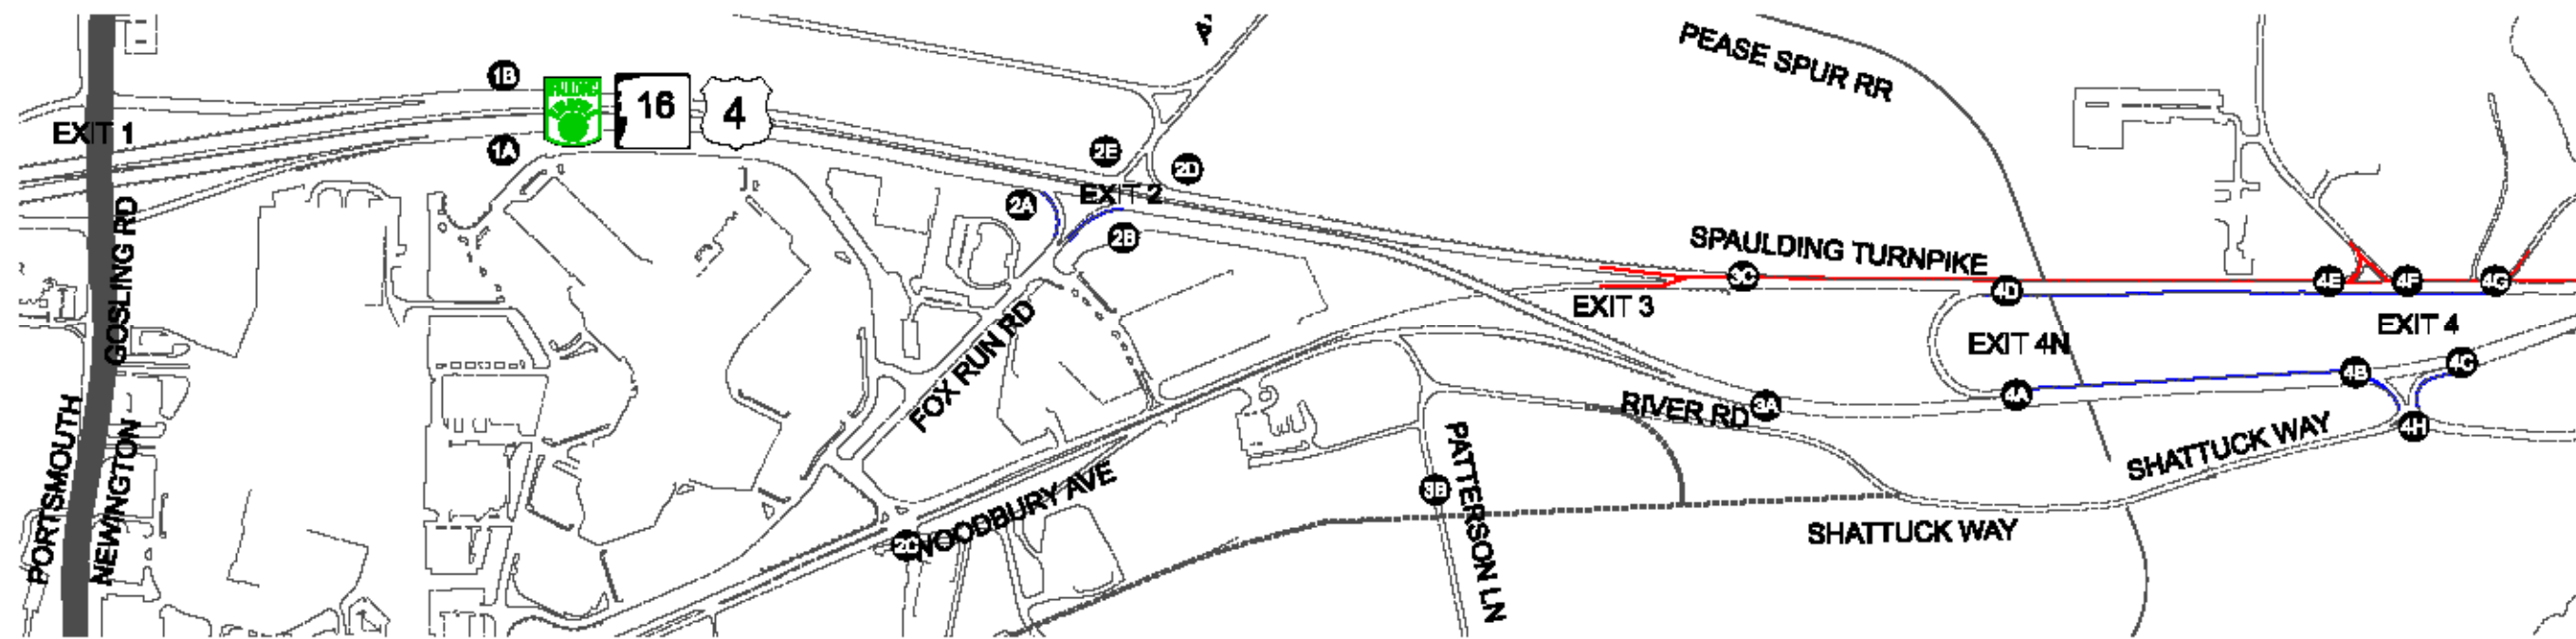 PEASE SPUR RR
1B
16
4
EXIT 1
1A
2E
2D
EXIT 2
2A
2B
SPAULDING TURNPIKE
3C
4D
4E
4F
4G
EXIT 3
EXIT 4
EXIT 4N
GOSLING RD
FOX RUN RD
4B
4C
4A
RIVER RD
3A
4H
PORTSMOUTH
NEWINGTON
PATTERSON LN
SHATTUCK WAY
3B
WOODBURY AVE
2C
SHATTUCK WAY